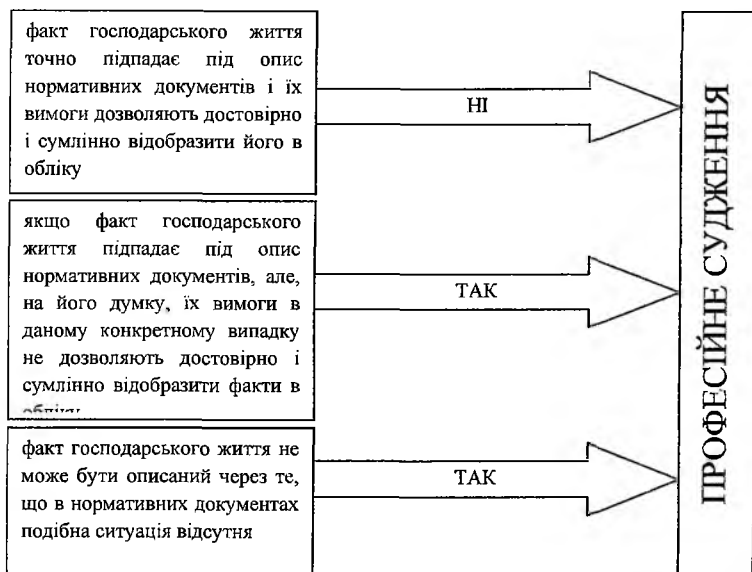 факт господарського життя
точно підпадає під опис
нормативних документів і їх
вимоги дозволяють достовірно
і сумлінно відобразити його в
обліку
НІ
якщо факт господарського
життя підпадає під опис
нормативних документів, але,
на його думку, їх вимоги в
даному конкретному випадку
не дозволяють достовірно і
сумлінно відобразити факти в
обліку
ТАК
факт господарського життя не
може бути описаний через те,
що в нормативних документах
подібна ситуація відсутня
ТАК
ПРОФЕСІЙНЕ СУДЖЕННЯ